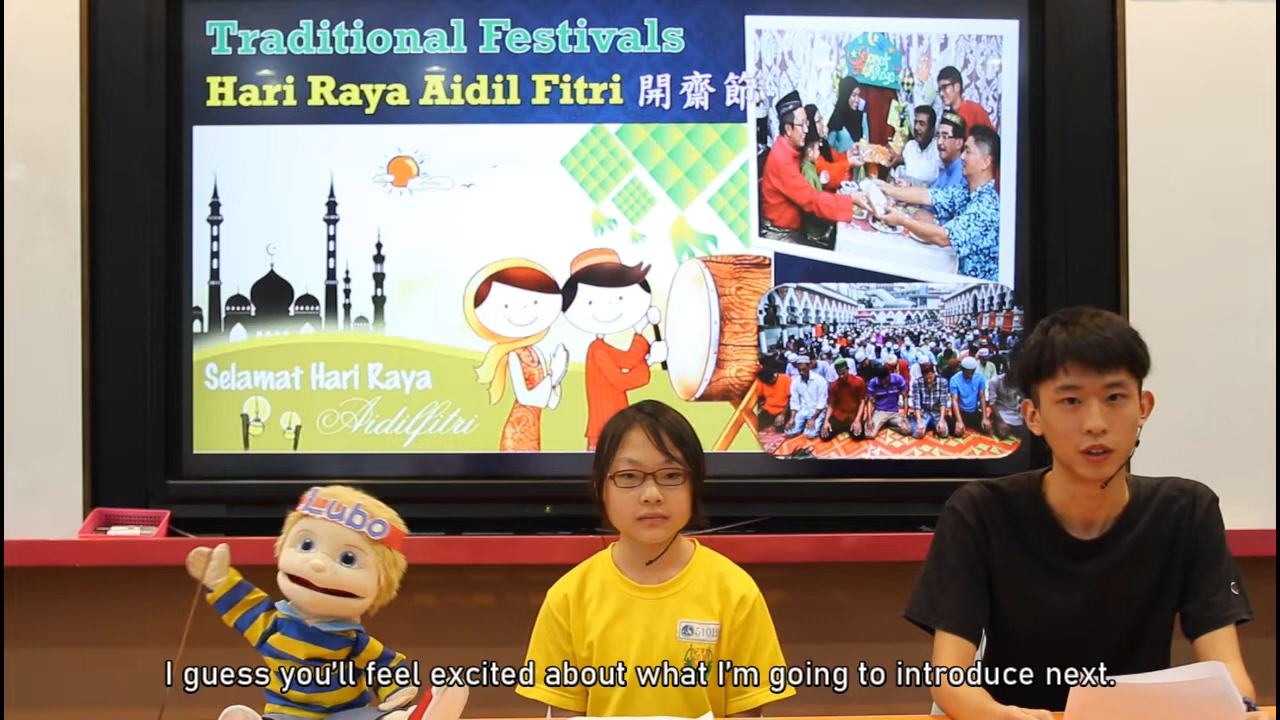 Traditional Festivals
Hari Raya Aidil Fitri 開齋節
Selamat Hari Raya
Aidilfitri
Lubo
I guess you'll feel excited about what I'm going to introduce next.